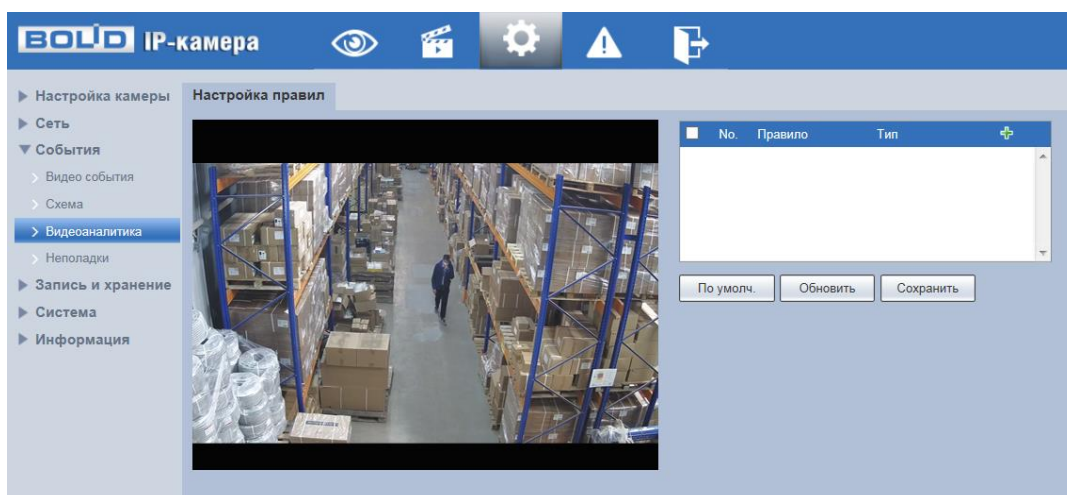 BOLID IP-камера
Настройка камеры
Сеть
События
Видео события
Схема
Видеоаналитика
Неполадки
Запись и хранение
Система
Информация
Настройка правил
No. Правило Тип
По умолч. Обновить Сохранить